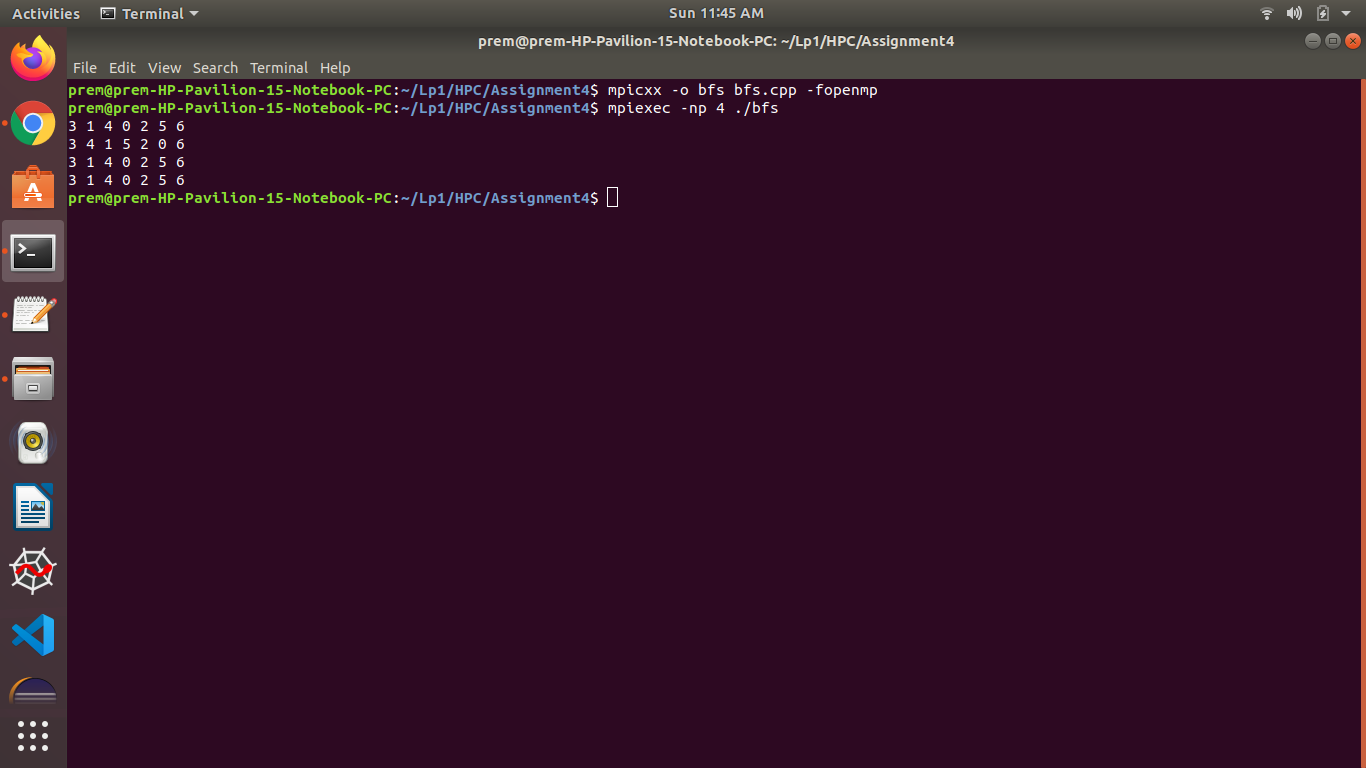 Activities Terminal Sun 11:45 AM
prem@prem-HP-Pavilion-15-Notebook-PC: ~/Lp1/HPC/Assignment4
File Edit View Search Terminal Help
prem@prem-HP-Pavilion-15-Notebook-PC:~/Lp1/HPC/Assignment4$ mpicxx -o bfs bfs.cpp -fopenmp
prem@prem-HP-Pavilion-15-Notebook-PC:~/Lp1/HPC/Assignment4$ mpiexec -np 4 ./bfs
3 1 4 0 2 5 6
3 4 1 5 2 0 6
3 1 4 0 2 5 6
3 1 4 0 2 5 6
prem@prem-HP-Pavilion-15-Notebook-PC:~/Lp1/HPC/Assignment4$